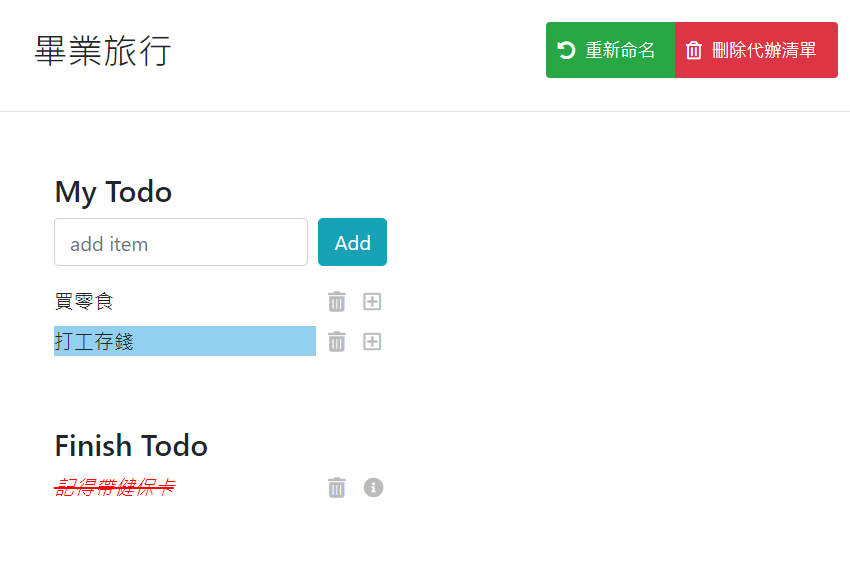 畢業旅行
重新命名
刪除代辦清單
My Todo
add item
Add
買零食
打工存錢
Finish Todo
記得帶健保卡